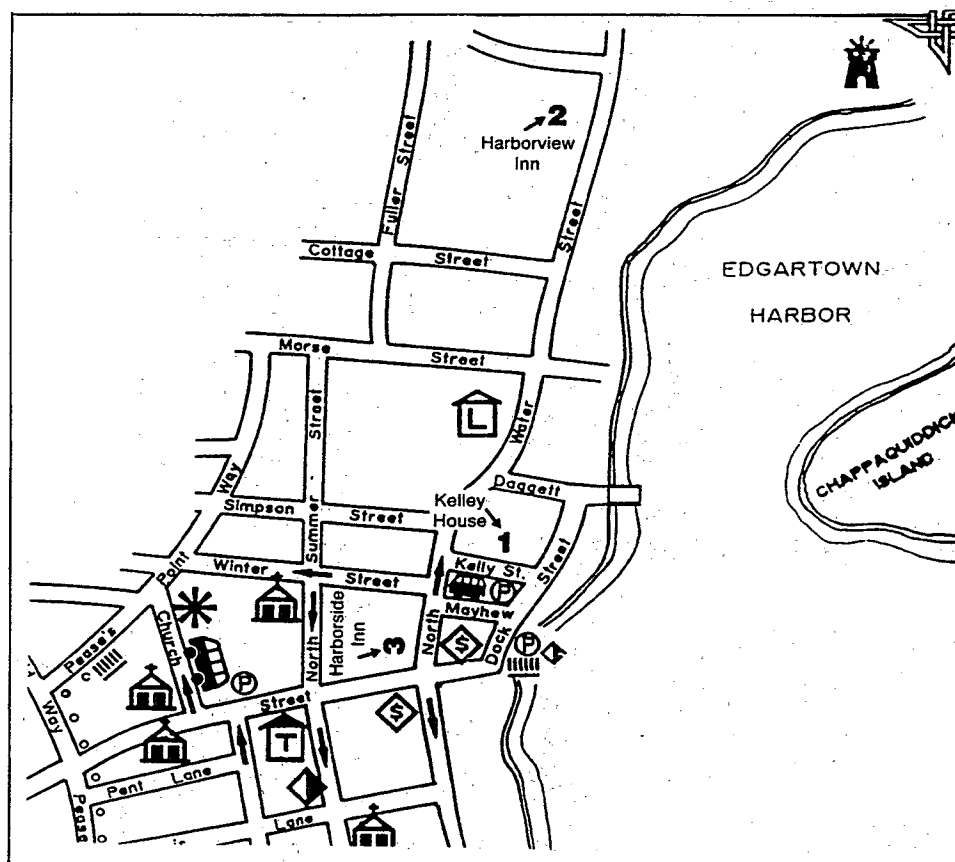 2
Harborview
Inn
Fuller Street
Street
Cottage Street
EDGARTOWN
HARBOR
Morse Street
L
Water
CHAPPAQUIDDICK
ISLAND
Street
Summer
North
Daggett
Kelley
House
1
Simpson Street
Way
Point
Pease's
Way
Kelly St.
Street
Dock
Winter Street
P
Mayhew
North
$
P
Harborside
Inn
3
Church
P
Street
$
T
Pent Lane
Pease
Lane